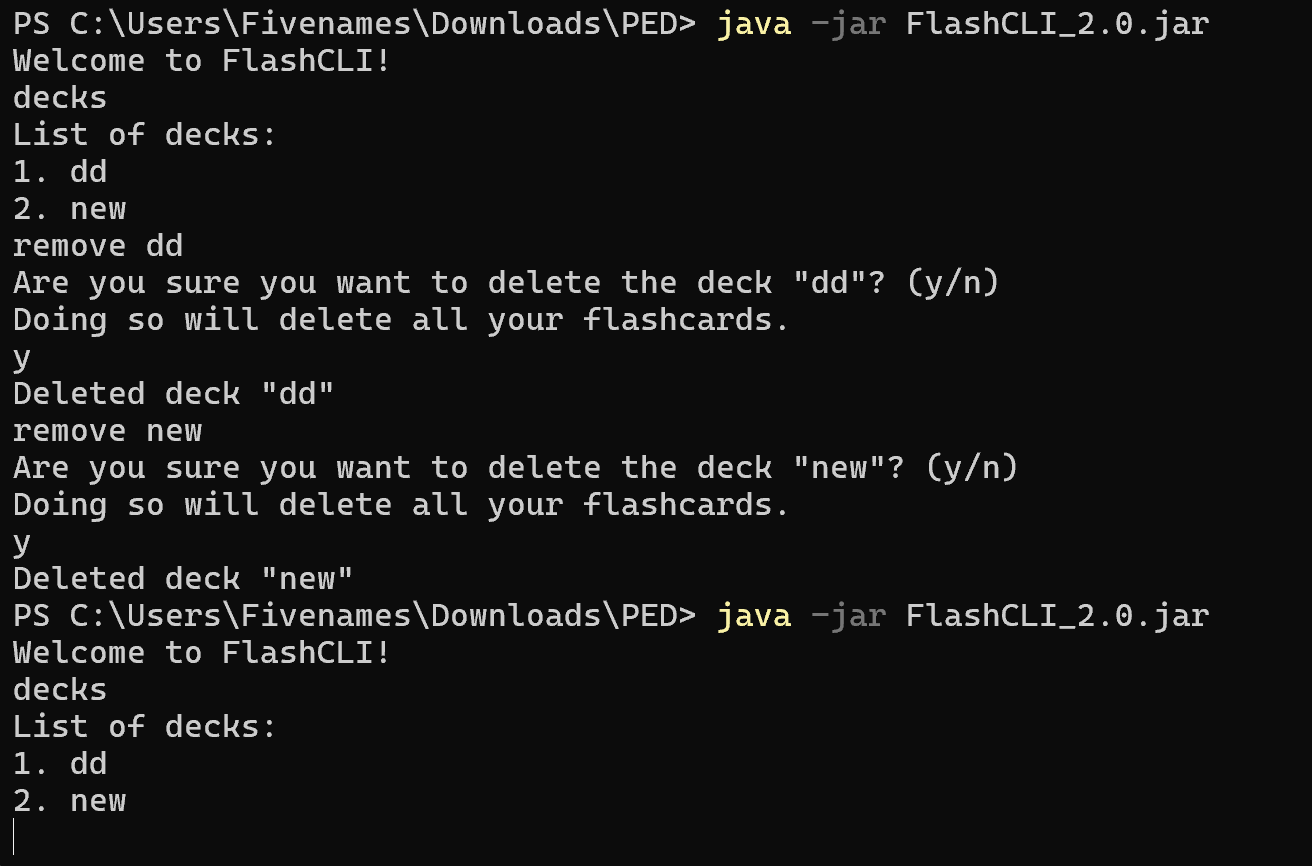 PS C:\Users\Fivenames\Downloads\PED> java -jar FlashCLI_2.0.jar
Welcome to FlashCLI!
decks
List of decks:
1. dd
2. new
remove dd
Are you sure you want to delete the deck "dd"? (y/n)
Doing so will delete all your flashcards.
y
Deleted deck "dd"
remove new
Are you sure you want to delete the deck "new"? (y/n)
Doing so will delete all your flashcards.
y
Deleted deck "new"
PS C:\Users\Fivenames\Downloads\PED> java -jar FlashCLI_2.0.jar
Welcome to FlashCLI!
decks
List of decks:
1. dd
2. new